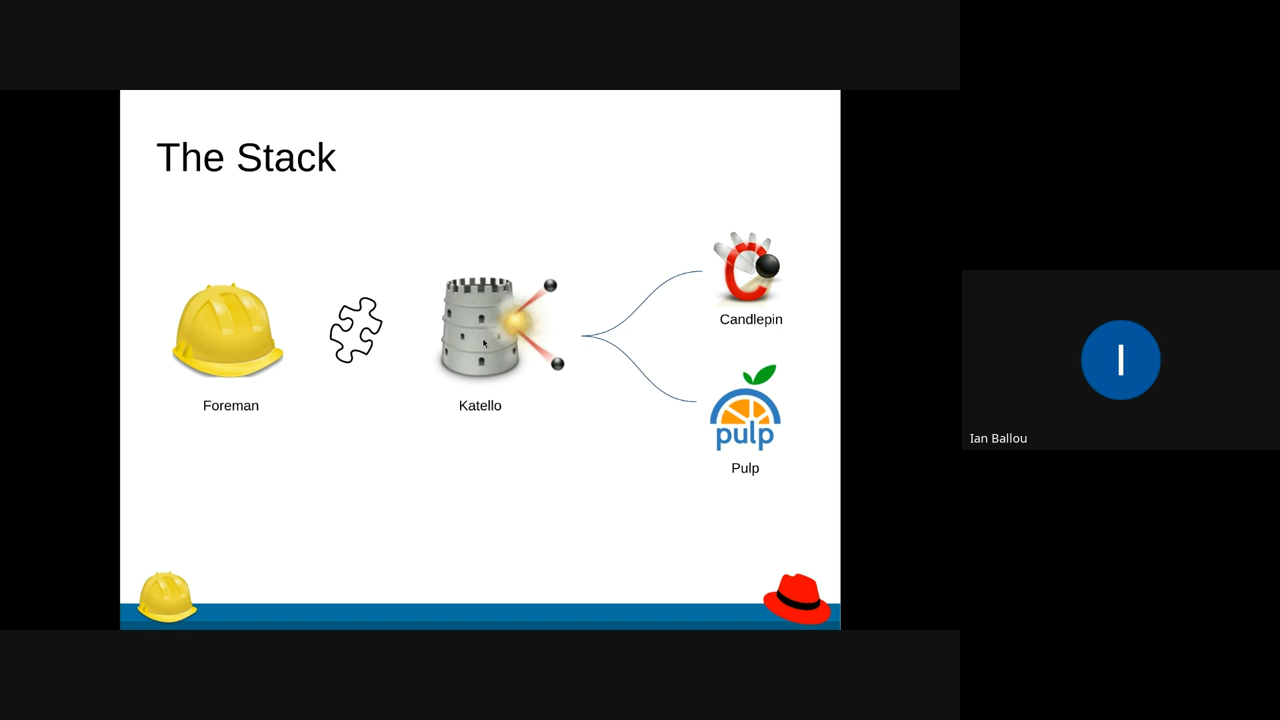 The Stack
Foreman
Katello
Candlepin
pulp
Pulp
I
Ian Ballou